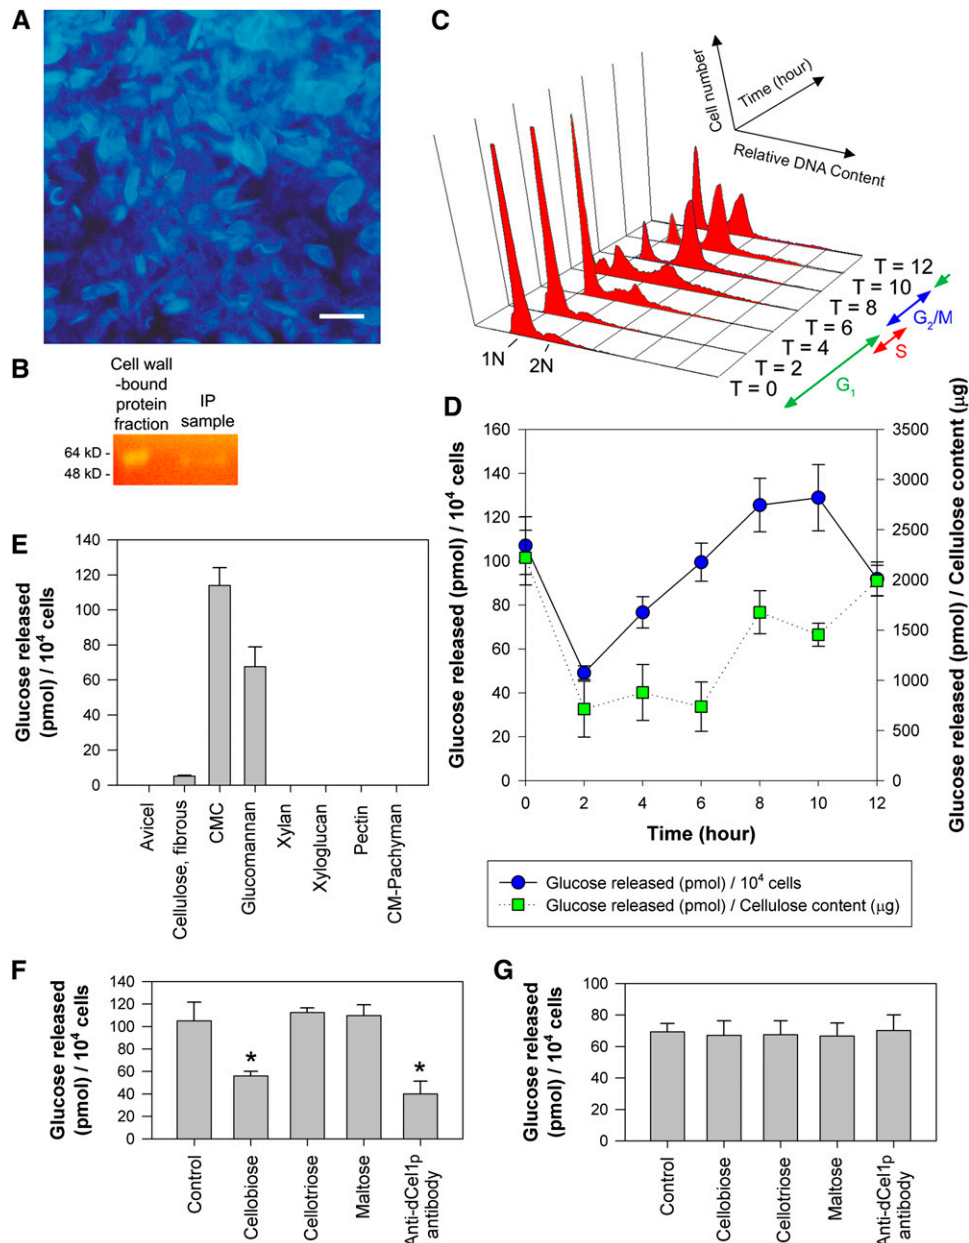 A
B
Cell wall
-bound
protein
fraction
IP
sample
64 kD -
48 kD -
C
Cell number
Time (hour)
Relative DNA Content
1N
2N
T = 0
T = 2
T = 4
T = 6
T = 8
T = 10
T = 12
G₁
S
G₂/M
D
Glucose released (pmol) / 10⁴ cells
160
140
120
100
80
60
40
20
0
Glucose released (pmol) / Cellulose content (μg)
3500
3000
2500
2000
1500
1000
500
0
0 2 4 6 8 10 12
Time (hour)
Glucose released (pmol) / 10⁴ cells
Glucose released (pmol) / Cellulose content (μg)
E
Glucose released
(pmol) / 10⁴ cells
140
120
100
80
60
40
20
0
Avicel
Cellulose, fibrous
CMC
Glucomannan
Xylan
Xyloglucan
Pectin
CM-Pachyman
F
Glucose released
(pmol) / 10⁴ cells
140
120
100
80
60
40
20
0
*
*
Control
Cellobiose
Cellotriose
Maltose
Anti-dCel1p
antibody
G
Glucose released
(pmol) / 10⁴ cells
100
80
60
40
20
0
Control
Cellobiose
Cellotriose
Maltose
Anti-dCel1p
antibody